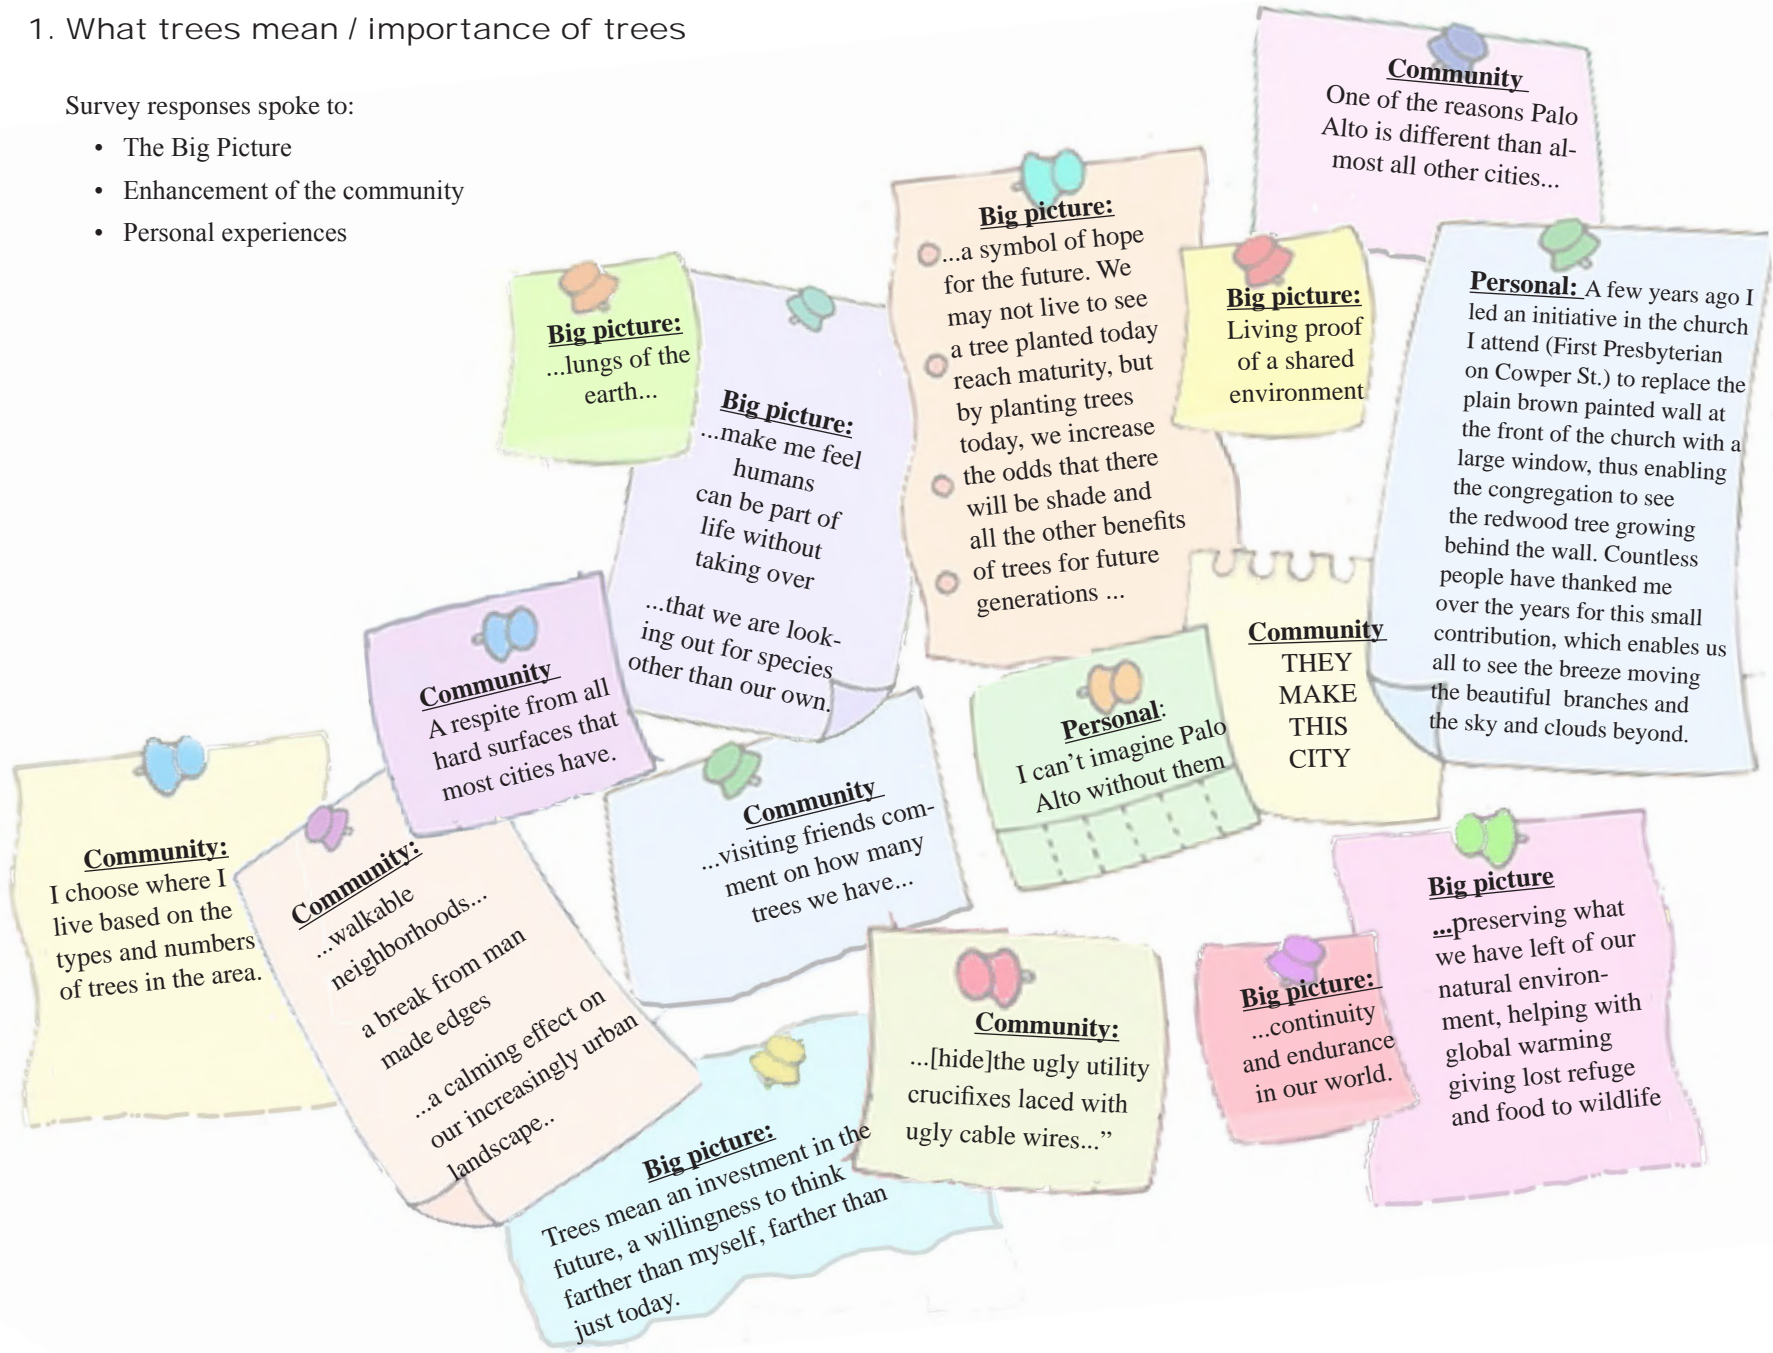 1. What trees mean / importance of trees
Survey responses spoke to:
• The Big Picture
• Enhancement of the community
• Personal experiences
Community
One of the reasons Palo
Alto is different than al-
most all other cities...
Big picture:
...a symbol of hope
for the future. We
may not live to see
a tree planted today
reach maturity, but
by planting trees
today, we increase
the odds that there
will be shade and
all the other benefits
of trees for future
generations ...
Big picture:
Living proof
of a shared
environment
Personal: A few years ago I
led an initiative in the church
I attend (First Presbyterian
on Cowper St.) to replace the
plain brown painted wall at
the front of the church with a
large window, thus enabling
the congregation to see
the redwood tree growing
behind the wall. Countless
people have thanked me
over the years for this small
contribution, which enables us
all to see the breeze moving
the beautiful branches and
the sky and clouds beyond.
Big picture:
...lungs of the
earth...
Big picture:
...make me feel
humans
can be part of
life without
taking over
...that we are look-
ing out for species
other than our own.
Community
A respite from all
hard surfaces that
most cities have.
Personal:
I can't imagine Palo
Alto without them
Community
THEY
MAKE
THIS
CITY
Community:
I choose where I
live based on the
types and numbers
of trees in the area.
Community:
...walkable
neighborhoods...
a break from man
made edges
...a calming effect on
our increasingly urban
landscape..
Community
...visiting friends com-
ment on how many
trees we have...
Community:
...[hide]the ugly utility
crucifixes laced with
ugly cable wires...”
Big picture:
...continuity
and endurance
in our world.
Big picture
...preserving what
we have left of our
natural environ-
ment, helping with
global warming
giving lost refuge
and food to wildlife
Big picture:
Trees mean an investment in the
future, a willingness to think
farther than myself, farther than
just today.